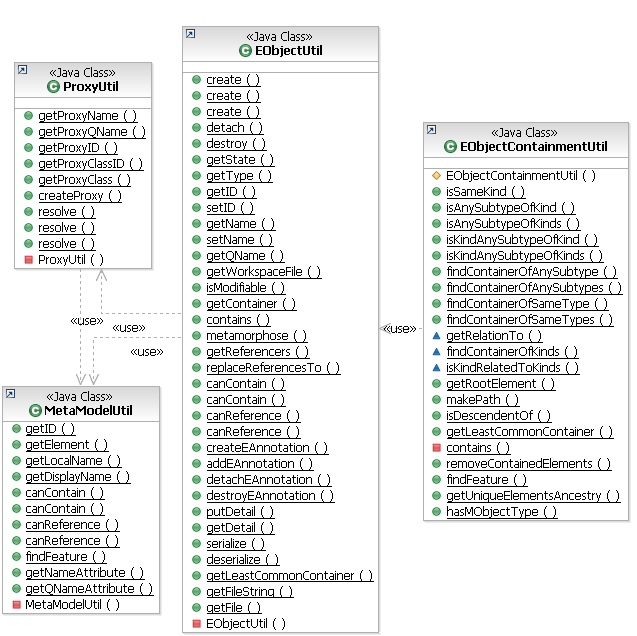 «Java Class»
ProxyUtil
getProxyName ( )
getProxyQName ( )
getProxyID ( )
getProxyClassID ( )
getProxyClass ( )
createProxy ( )
resolve ( )
resolve ( )
resolve ( )
ProxyUtil ( )
«use»
«use»
«use»
«Java Class»
MetaModelUtil
getID ( )
getElement ( )
getLocalName ( )
getDisplayName ( )
canContain ( )
canContain ( )
canReference ( )
canReference ( )
findFeature ( )
getNameAttribute ( )
getQNameAttribute ( )
MetaModelUtil ( )
«Java Class»
EObjectUtil
create ( )
create ( )
create ( )
detach ( )
destroy ( )
getState ( )
getType ( )
getID ( )
setID ( )
getName ( )
setName ( )
getQName ( )
getWorkspaceFile ( )
isModifiable ( )
getContainer ( )
contains ( )
metamorphose ( )
getReferencers ( )
replaceReferencesTo ( )
canContain ( )
canContain ( )
canReference ( )
canReference ( )
createEAnnotation ( )
addEAnnotation ( )
detachEAnnotation ( )
destroyEAnnotation ( )
putDetail ( )
getDetail ( )
serialize ( )
deserialize ( )
getLeastCommonContainer ( )
getFileString ( )
getFile ( )
EObjectUtil ( )
«use»
«Java Class»
EObjectContainmentUtil
EObjectContainmentUtil ( )
isSameKind ( )
isAnySubtypeOfKind ( )
isAnySubtypeOfKinds ( )
isKindAnySubtypeOfKind ( )
isKindAnySubtypeOfKinds ( )
findContainerOfAnySubtype ( )
findContainerOfAnySubtypes ( )
findContainerOfSameType ( )
findContainerOfSameTypes ( )
getRelationTo ( )
findContainerOfKinds ( )
isKindRelatedToKinds ( )
getRootElement ( )
makePath ( )
isDescendentOf ( )
getLeastCommonContainer ( )
contains ( )
removeContainedElements ( )
findFeature ( )
getUniqueElementsAncestry ( )
hasMObjectType ( )